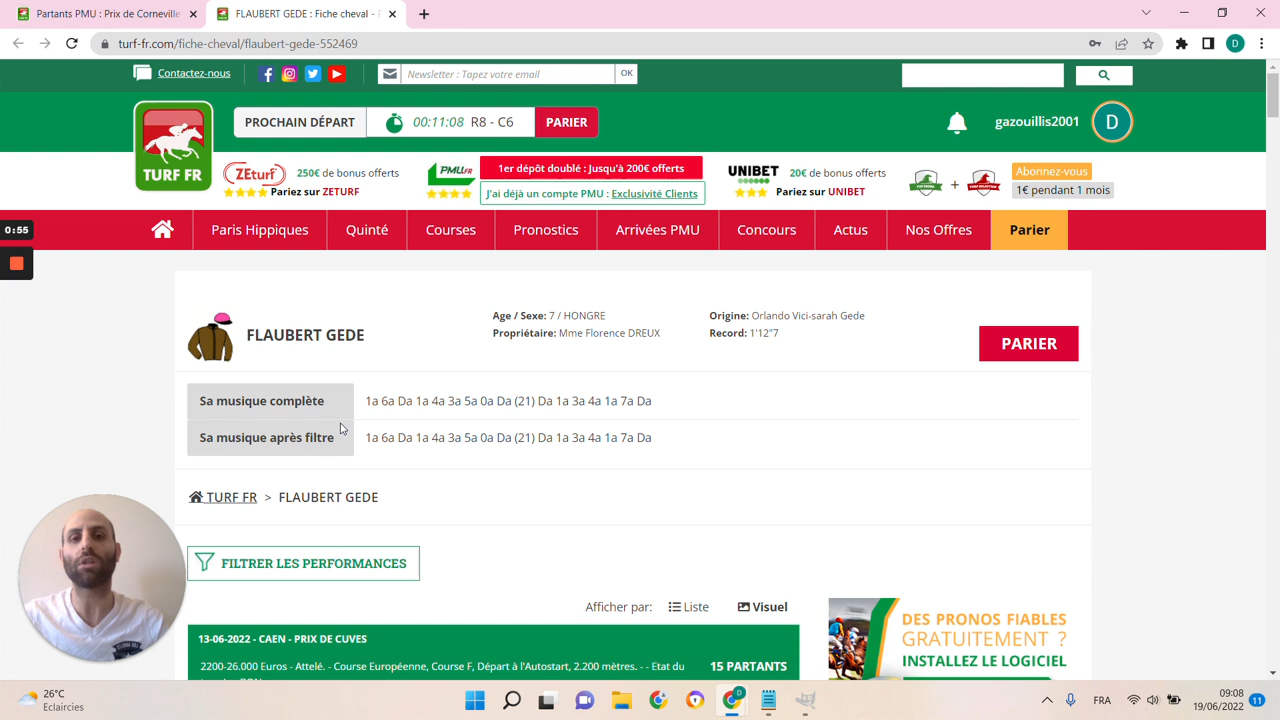 Partants PMU : Prix de Corneville
FLAUBERT GEDE : Fiche cheval -
turf-fr.com/fiche-cheval/flaubert-gede-552469
D
Contactez-nous
Newsletter : Tapez votre email
OK
TURF FR
PROCHAIN DÉPART
00:11:08 R8 - C6
PARIER
gazouillis2001
D
ZEturf
250€ de bonus offerts
Pariez sur ZETURF
PMU.FR
1er dépôt doublé : Jusqu'à 200€ offerts
J'ai déjà un compte PMU : Exclusivité Clients
UNIBET
20€ de bonus offerts
Pariez sur UNIBET
+
Abonnez-vous
1€ pendant 1 mois
0:55
Paris Hippiques
Quinté
Courses
Pronostics
Arrivées PMU
Concours
Actus
Nos Offres
Parier
FLAUBERT GEDE
Age / Sexe: 7 / HONGRE
Propriétaire: Mme Florence DREUX
Origine: Orlando Vici-sarah Gede
Record: 1'12"7
PARIER
Sa musique complète
1a 6a Da 1a 4a 3a 5a 0a Da (21) Da 1a 3a 4a 1a 7a Da
Sa musique après filtre
1a 6a Da 1a 4a 3a 5a 0a Da (21) Da 1a 3a 4a 1a 7a Da
TURF FR > FLAUBERT GEDE
FILTRER LES PERFORMANCES
Afficher par:
Liste
Visuel
13-06-2022 - CAEN - PRIX DE CUVES
2200-26.000 Euros - Attelé. - Course Européenne, Course F, Départ à l'Autostart, 2.200 mètres. - - Etat du
15 PARTANTS
DES PRONOS FIABLES
GRATUITEMENT ?
INSTALLEZ LE LOGICIEL
26°C
Eclaircies
FRA
09:08
19/06/2022
11